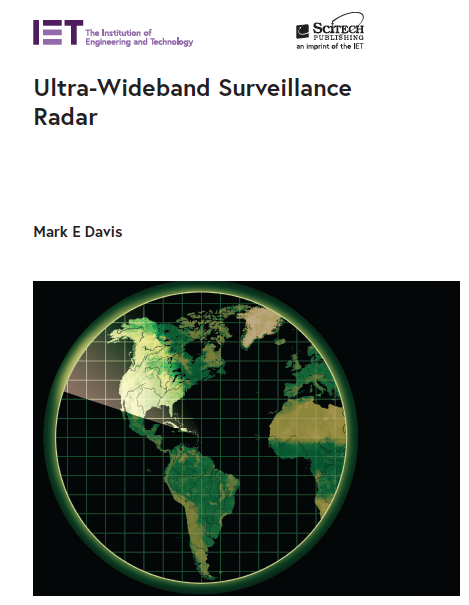 IET
The Institution of
Engineering and Technology
SCITECH
PUBLISHING
an imprint of the IET
Ultra-Wideband Surveillance
Radar
Mark E Davis